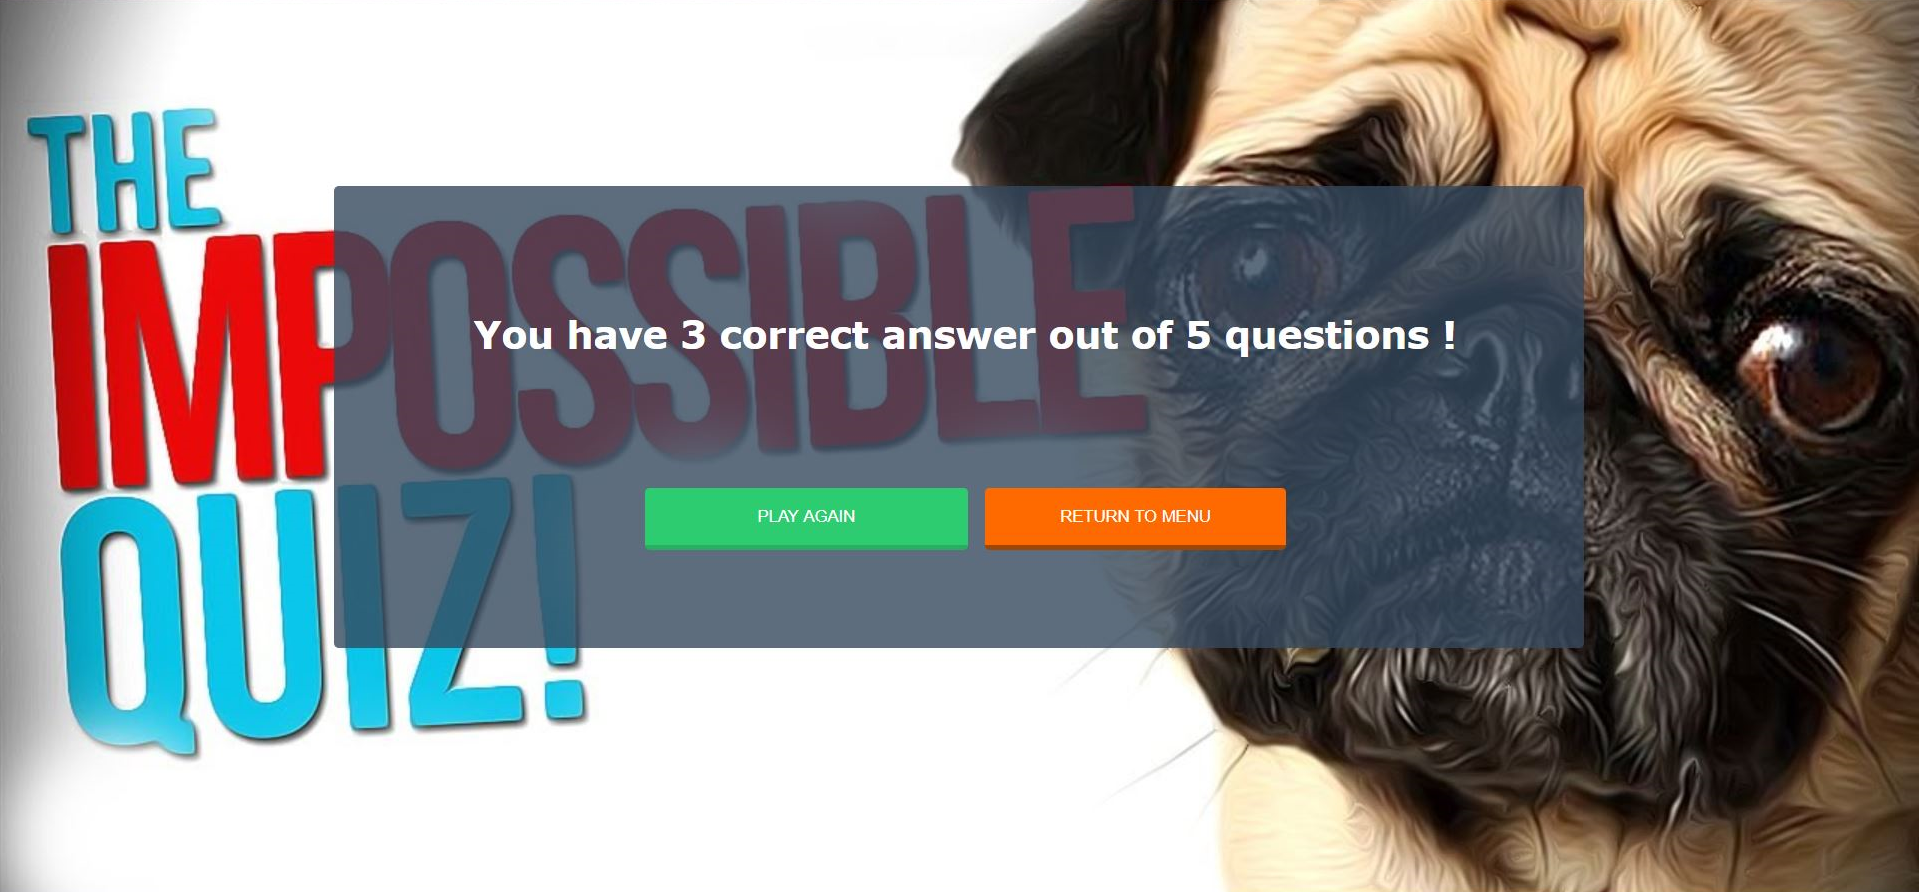 THE
IMPOSSIBLE
QUIZ!
You have 3 correct answer out of 5 questions !
PLAY AGAIN
RETURN TO MENU